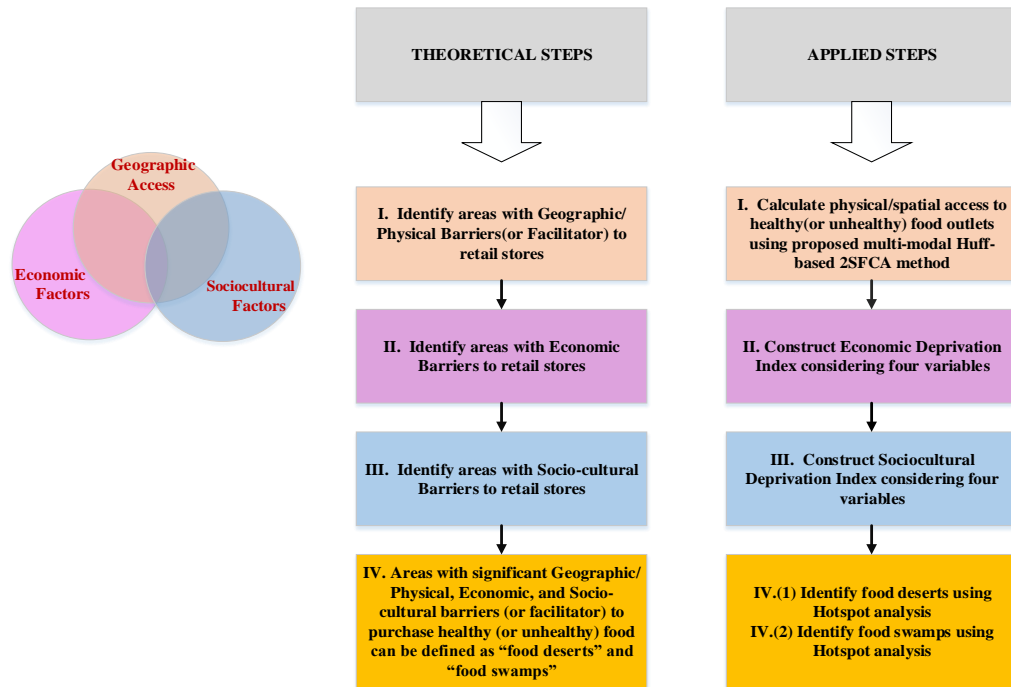 Geographic
Access
Economic
Factors
Sociocultural
Factors
THEORETICAL STEPS
I. Identify areas with Geographic/
Physical Barriers(or Facilitator) to
retail stores
II. Identify areas with Economic
Barriers to retail stores
III. Identify areas with Socio-cultural
Barriers to retail stores
IV. Areas with significant Geographic/
Physical, Economic, and Socio-
cultural barriers (or facilitator) to
purchase healthy (or unhealthy) food
can be defined as “food deserts” and
“food swamps”
APPLIED STEPS
I. Calculate physical/spatial access to
healthy(or unhealthy) food outlets
using proposed multi-modal Huff-
based 2SFCA method
II. Construct Economic Deprivation
Index considering four variables
III. Construct Sociocultural
Deprivation Index considering four
variables
IV.(1) Identify food deserts using
Hotspot analysis
IV.(2) Identify food swamps using
Hotspot analysis